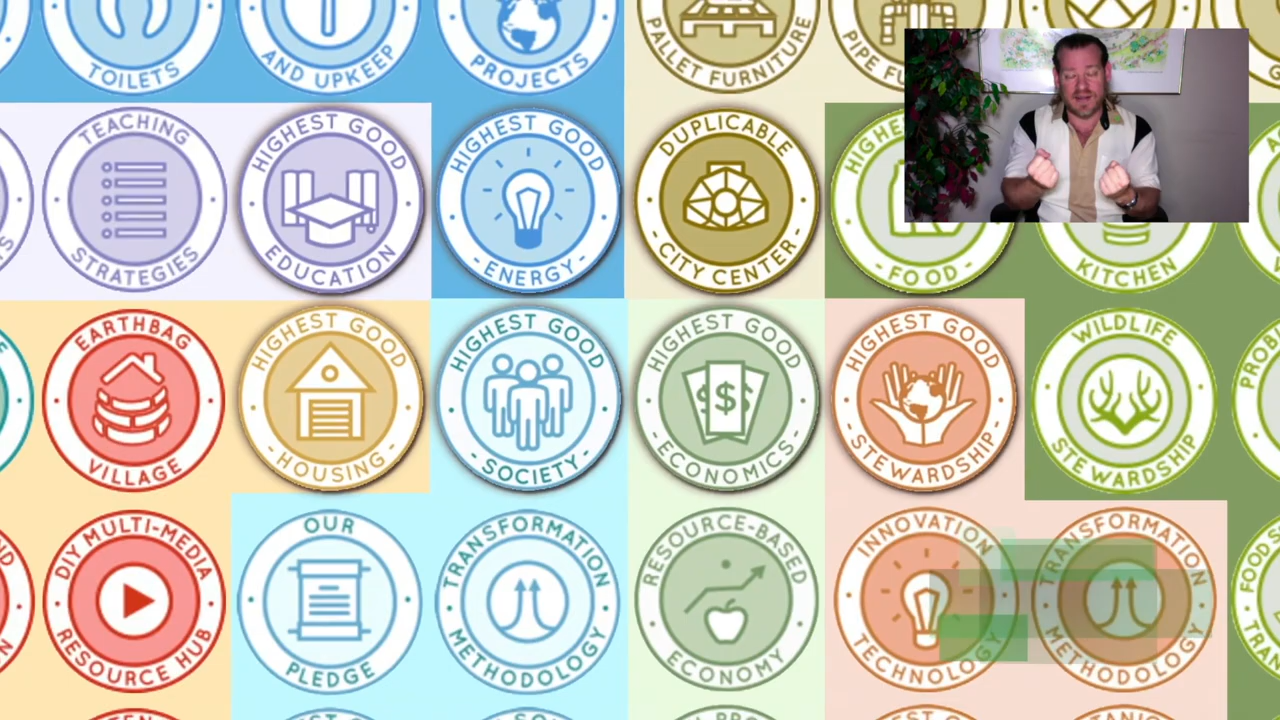 TOILETS
AND UPKEEP
PROJECTS
PALLET FURNITURE
TEACHING
STRATEGIES
HIGHEST GOOD
EDUCATION
HIGHEST GOOD
- ENERGY -
DUPLICABLE
- CITY CENTER -
- FOOD -
KITCHEN
EARTHBAG
VILLAGE
HIGHEST GOOD
- HOUSING -
HIGHEST GOOD
- SOCIETY -
HIGHEST GOOD
$ $ $
- ECONOMICS -
HIGHEST GOOD
- STEWARDSHIP -
WILDLIFE
STEWARDSHIP
DIY MULTI-MEDIA
RESOURCE HUB
OUR
PLEDGE
TRANSFORMATION
METHODOLOGY
RESOURCE-BASED
ECONOMY
INNOVATION
TECHNOLOGY
TRANSFORMATION
METHODOLOGY